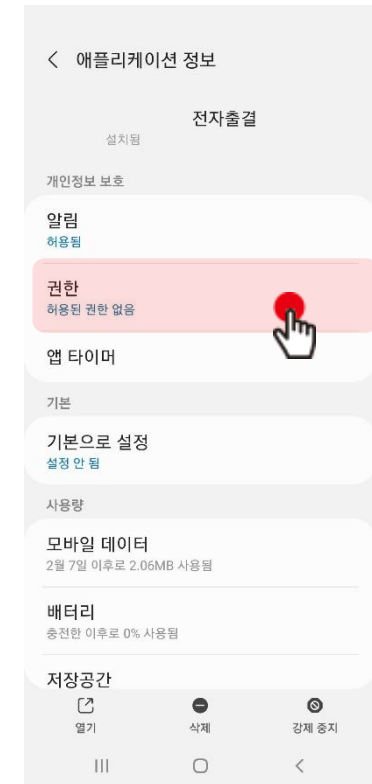 애플리케이션 정보
전자출결
설치됨
개인정보 보호
알림
허용됨
권한
허용된 권한 없음
앱 타이머
기본
기본으로 설정
설정 안 됨
사용량
모바일 데이터
2월 7일 이후로 2.06MB 사용됨
배터리
충전한 이후로 0% 사용됨
저장공간
열기
삭제
강제 중지